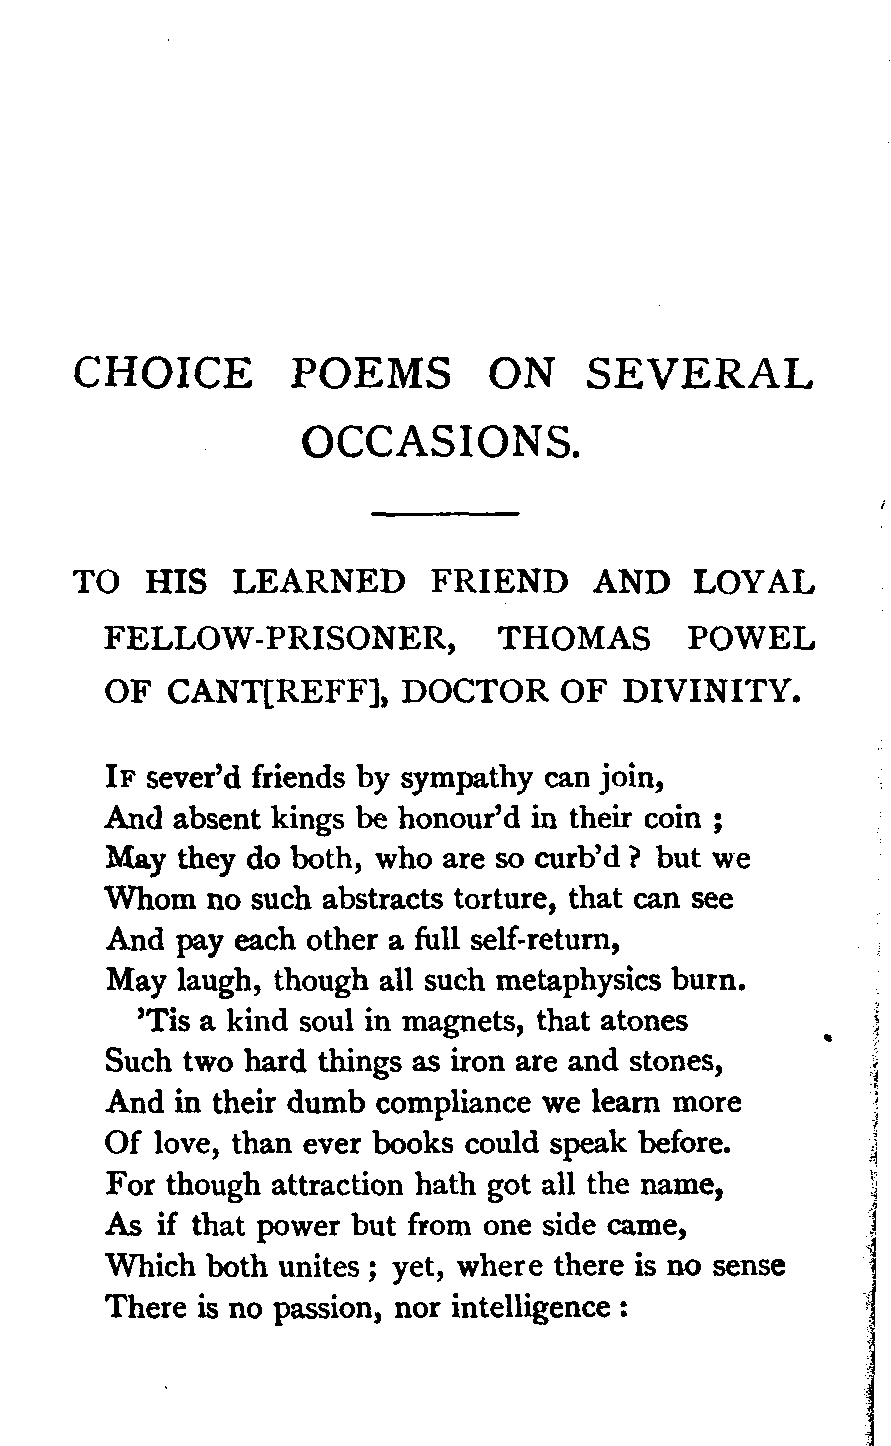 CHOICE POEMS ON SEVERAL
OCCASIONS.
TO HIS LEARNED FRIEND AND LOYAL
FELLOW-PRISONER, THOMAS POWEL
OF CANT[REFF], DOCTOR OF DIVINITY.
IF sever'd friends by sympathy can join,
And absent kings be honour'd in their coin ;
May they do both, who are so curb'd ? but we
Whom no such abstracts torture, that can see
And pay each other a full self-return,
May laugh, though all such metaphysics burn.
'Tis a kind soul in magnets, that atones
Such two hard things as iron are and stones,
And in their dumb compliance we learn more
Of love, than ever books could speak before.
For though attraction hath got all the name,
As if that power but from one side came,
Which both unites ; yet, where there is no sense
There is no passion, nor intelligence :